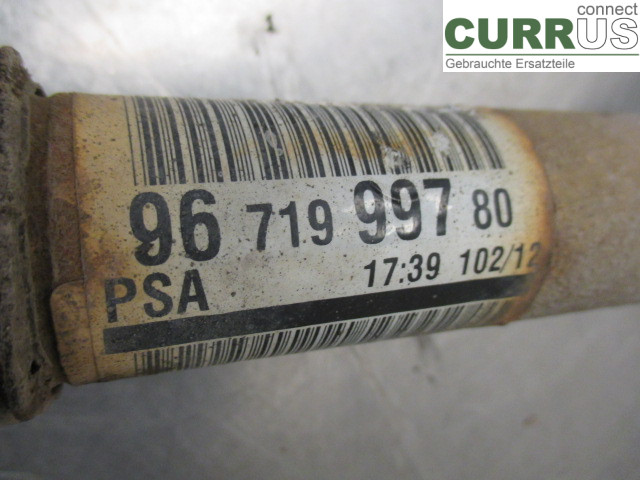 connect
CURRUS
Gebrauchte Ersatzteile
96 719 997 80
PSA 17:39 102/12